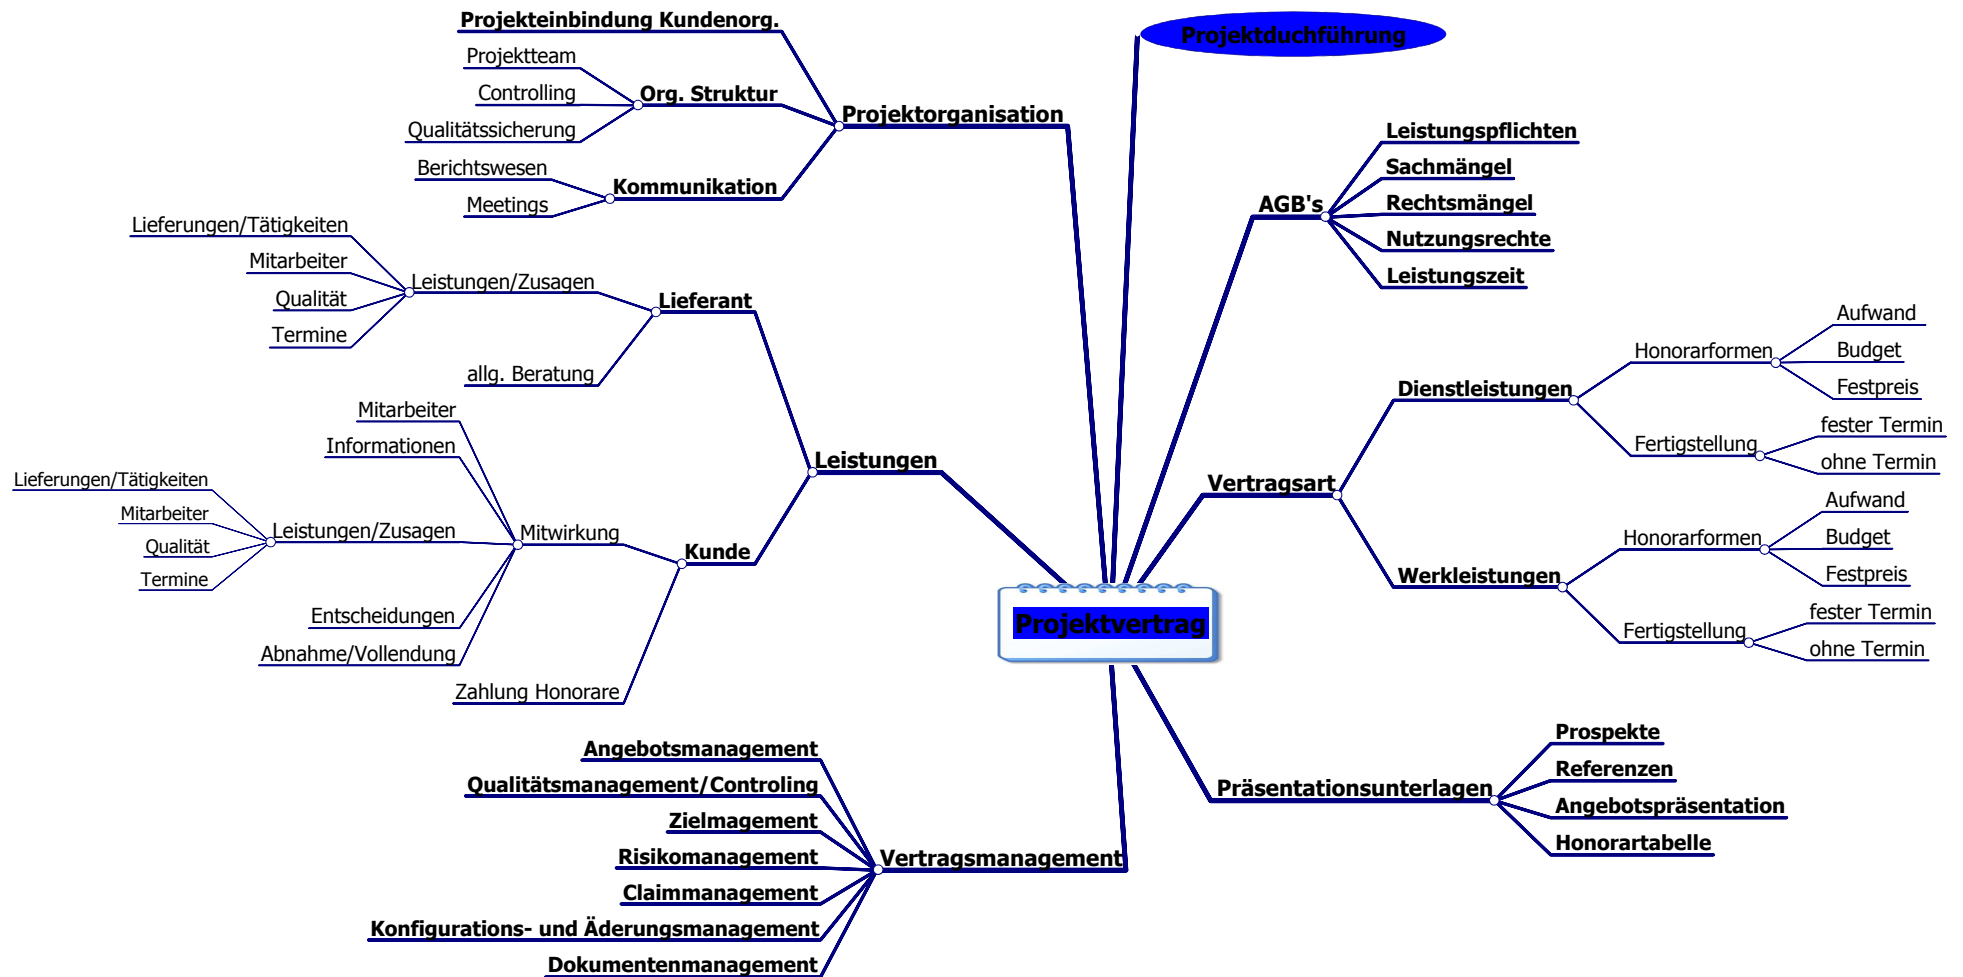 Projekteinbindung Kundenorg.
Projektteam
Controlling
Qualitätssicherung
Org. Struktur
Berichtswesen
Meetings
Kommunikation
Projektorganisation
Lieferungen/Tätigkeiten
Mitarbeiter
Qualität
Termine
Leistungen/Zusagen
allg. Beratung
Lieferant
Mitarbeiter
Informationen
Lieferungen/Tätigkeiten
Mitarbeiter
Qualität
Termine
Leistungen/Zusagen
Entscheidungen
Abnahme/Vollendung
Mitwirkung
Zahlung Honorare
Kunde
Leistungen
Angebotsmanagement
Qualitätsmanagement/Controling
Zielmagement
Risikomanagement
Claimmanagement
Konfigurations- und Äderungsmanagement
Dokumentenmanagement
Vertragsmanagement
Projektvertrag
Projektduchführung
AGB's
Leistungspflichten
Sachmängel
Rechtsmängel
Nutzungsrechte
Leistungszeit
Vertragsart
Dienstleistungen
Honorarformen
Aufwand
Budget
Festpreis
Fertigstellung
fester Termin
ohne Termin
Werkleistungen
Honorarformen
Aufwand
Budget
Festpreis
Fertigstellung
fester Termin
ohne Termin
Präsentationsunterlagen
Prospekte
Referenzen
Angebotspräsentation
Honorartabelle